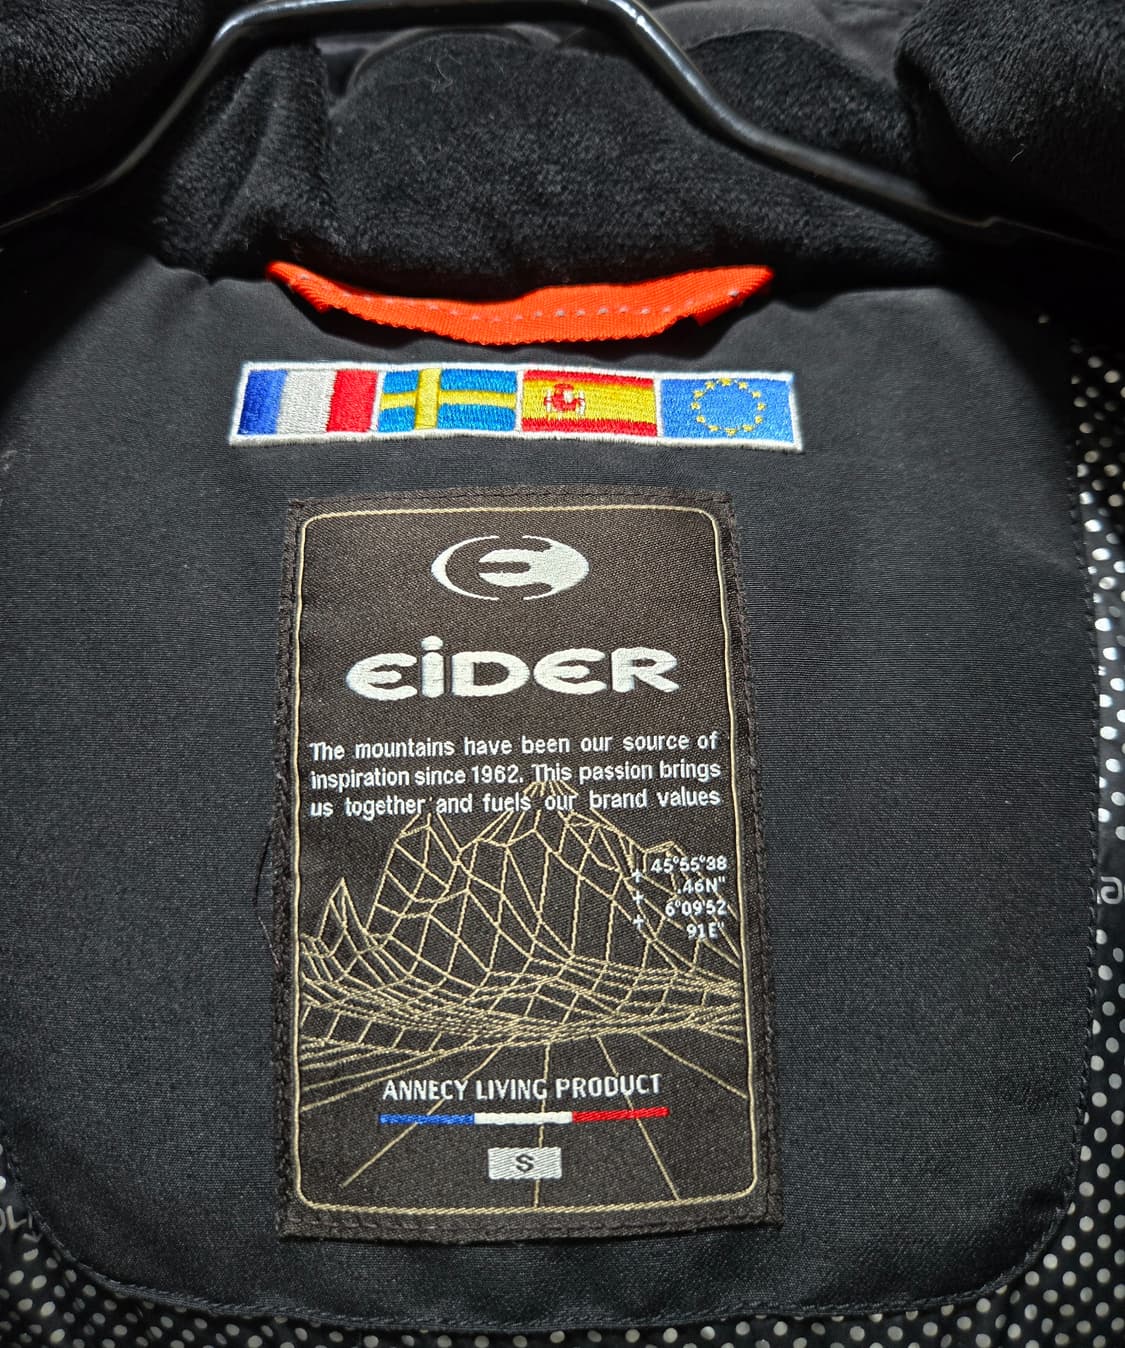 EiDER
The mountains have been our source of
inspiration since 1962. This passion brings
us together and fuels our brand values
45°55°38
.46N"
6°09'52
91E"
ANNECY LIVING PRODUCT
S